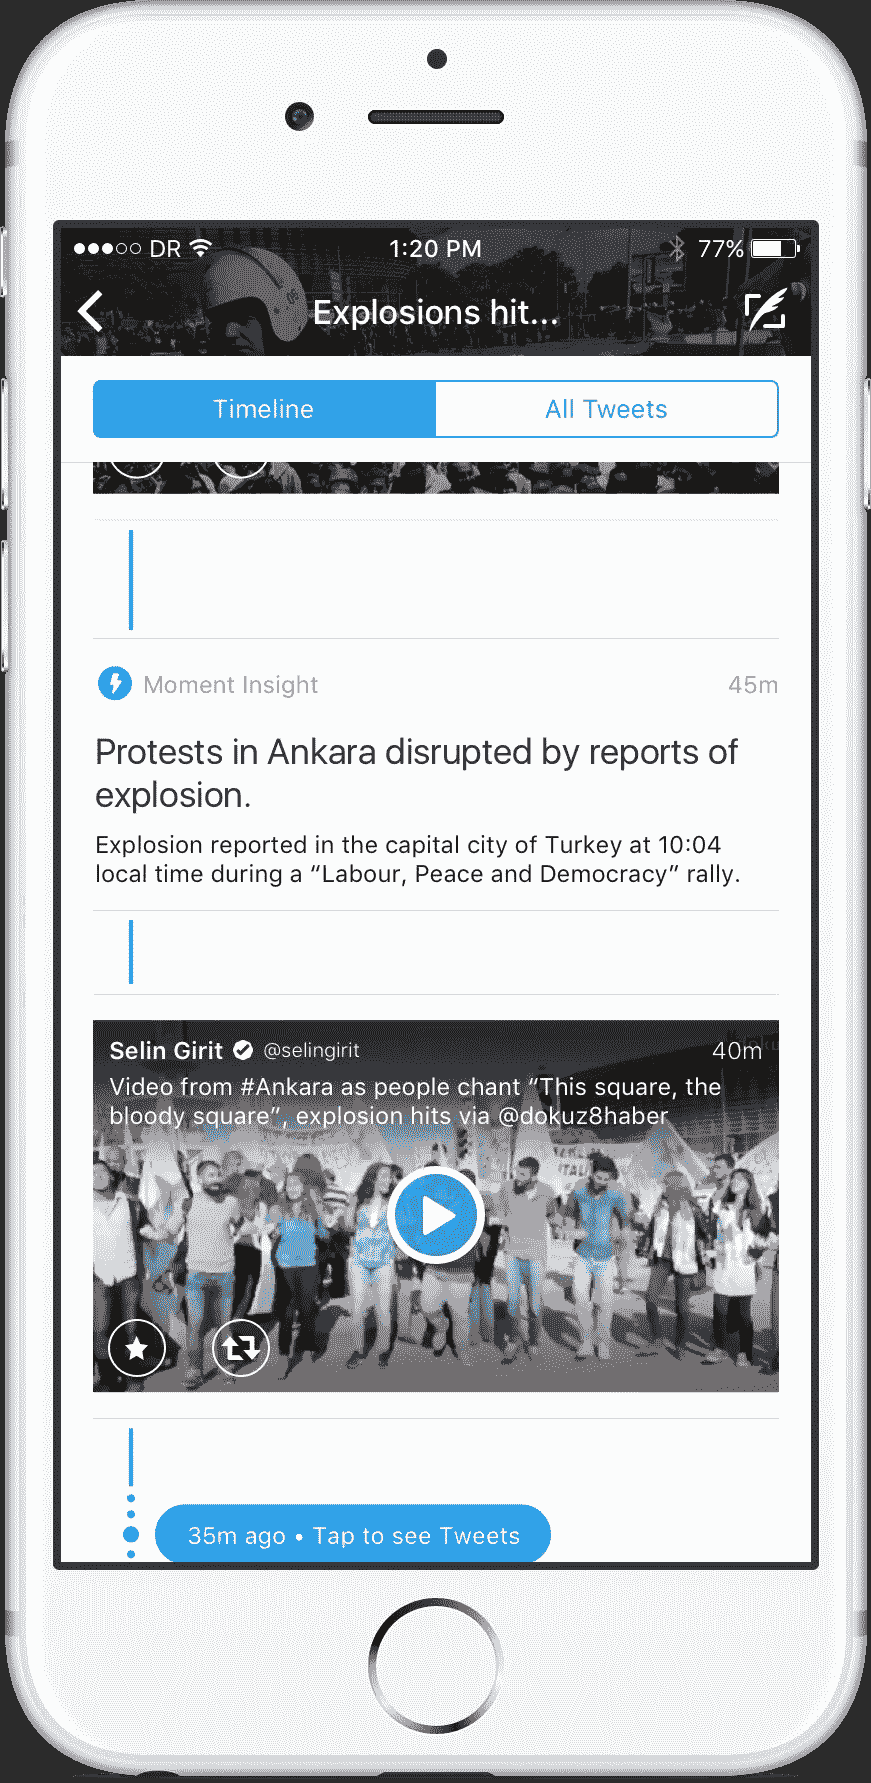 DR 1:20 PM 77%
Explosions hit...
Timeline All Tweets
Moment Insight 45m
Protests in Ankara disrupted by reports of
explosion.
Explosion reported in the capital city of Turkey at 10:04
local time during a “Labour, Peace and Democracy” rally.
Selin Girit @selingirit 40m
Video from #Ankara as people chant “This square, the
bloody square”, explosion hits via @dokuz8haber
35m ago • Tap to see Tweets